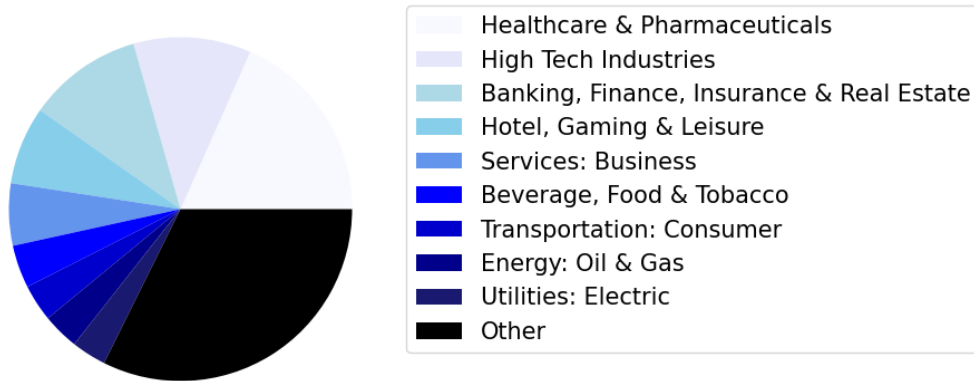 Healthcare & Pharmaceuticals
High Tech Industries
Banking, Finance, Insurance & Real Estate
Hotel, Gaming & Leisure
Services: Business
Beverage, Food & Tobacco
Transportation: Consumer
Energy: Oil & Gas
Utilities: Electric
Other